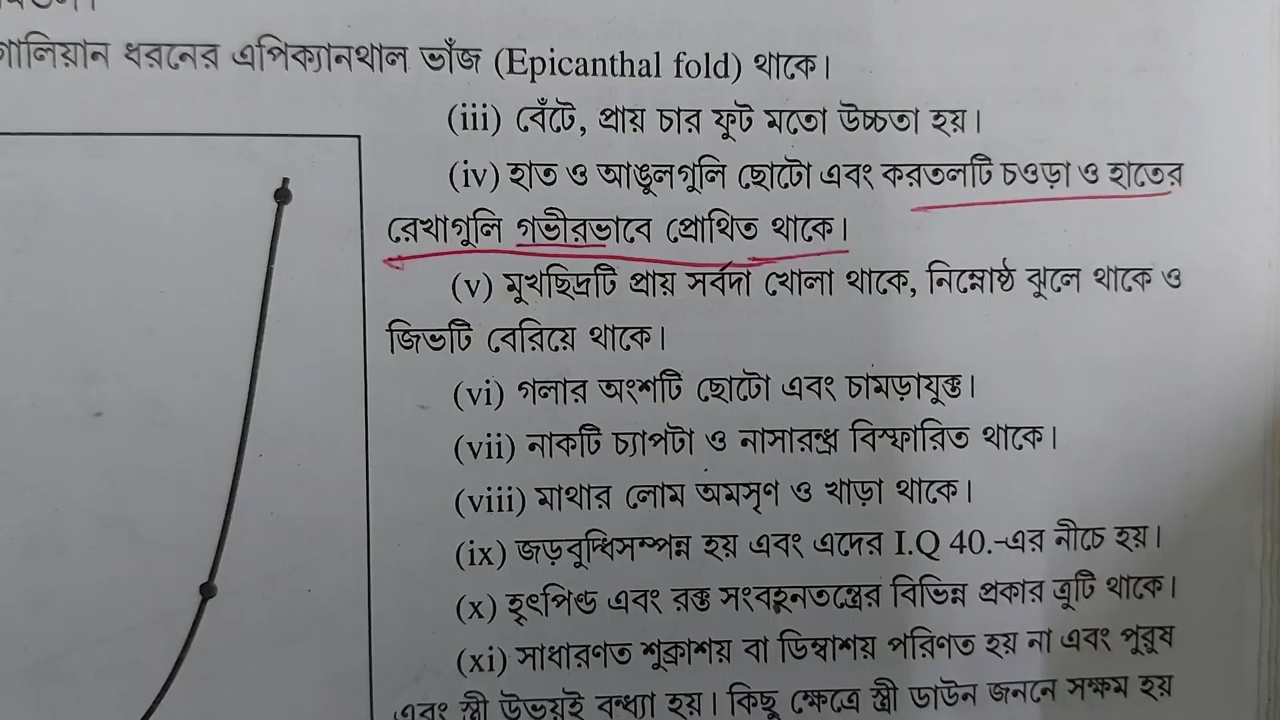 ধরনের এপিক্যানথাল ভাঁজ (Epicanthal fold) থাকে।
(iii) বেঁটে, প্রায় চার ফুট মতো উচ্চতা হয়।
(iv) হাত ও আঙুলগুলি ছোটো এবং করতলটি চওড়া ও হাতের
রেখাগুলি গভীরভাবে প্রোথিত থাকে।
(v) মুখছিদ্রটি প্রায় সর্বদা খোলা থাকে, নিম্নোষ্ঠ ঝুলে থাকে ও
জিভটি বেরিয়ে থাকে।
(vi) গলার অংশটি ছোটো এবং চামড়াযুক্ত।
(vii) নাকটি চ্যাপটা ও নাসারন্ধ্র বিস্ফারিত থাকে।
(viii) মাথার লোম অমসৃণ ও খাড়া থাকে।
(ix) জড়বুদ্ধিসম্পন্ন হয় এবং এদের I.Q 40.-এর নীচে হয়।
(x) হৃৎপিণ্ড এবং রক্ত সংবহনতন্ত্রের বিভিন্ন প্রকার ত্রুটি থাকে।
(xi) সাধারণত শুক্রাশয় বা ডিম্বাশয় পরিণত হয় না এবং পুরুষ
এবং স্ত্রী উভয়ই বন্ধ্যা হয়। কিছু ক্ষেত্রে স্ত্রী ডাউন জননে সক্ষম হয়